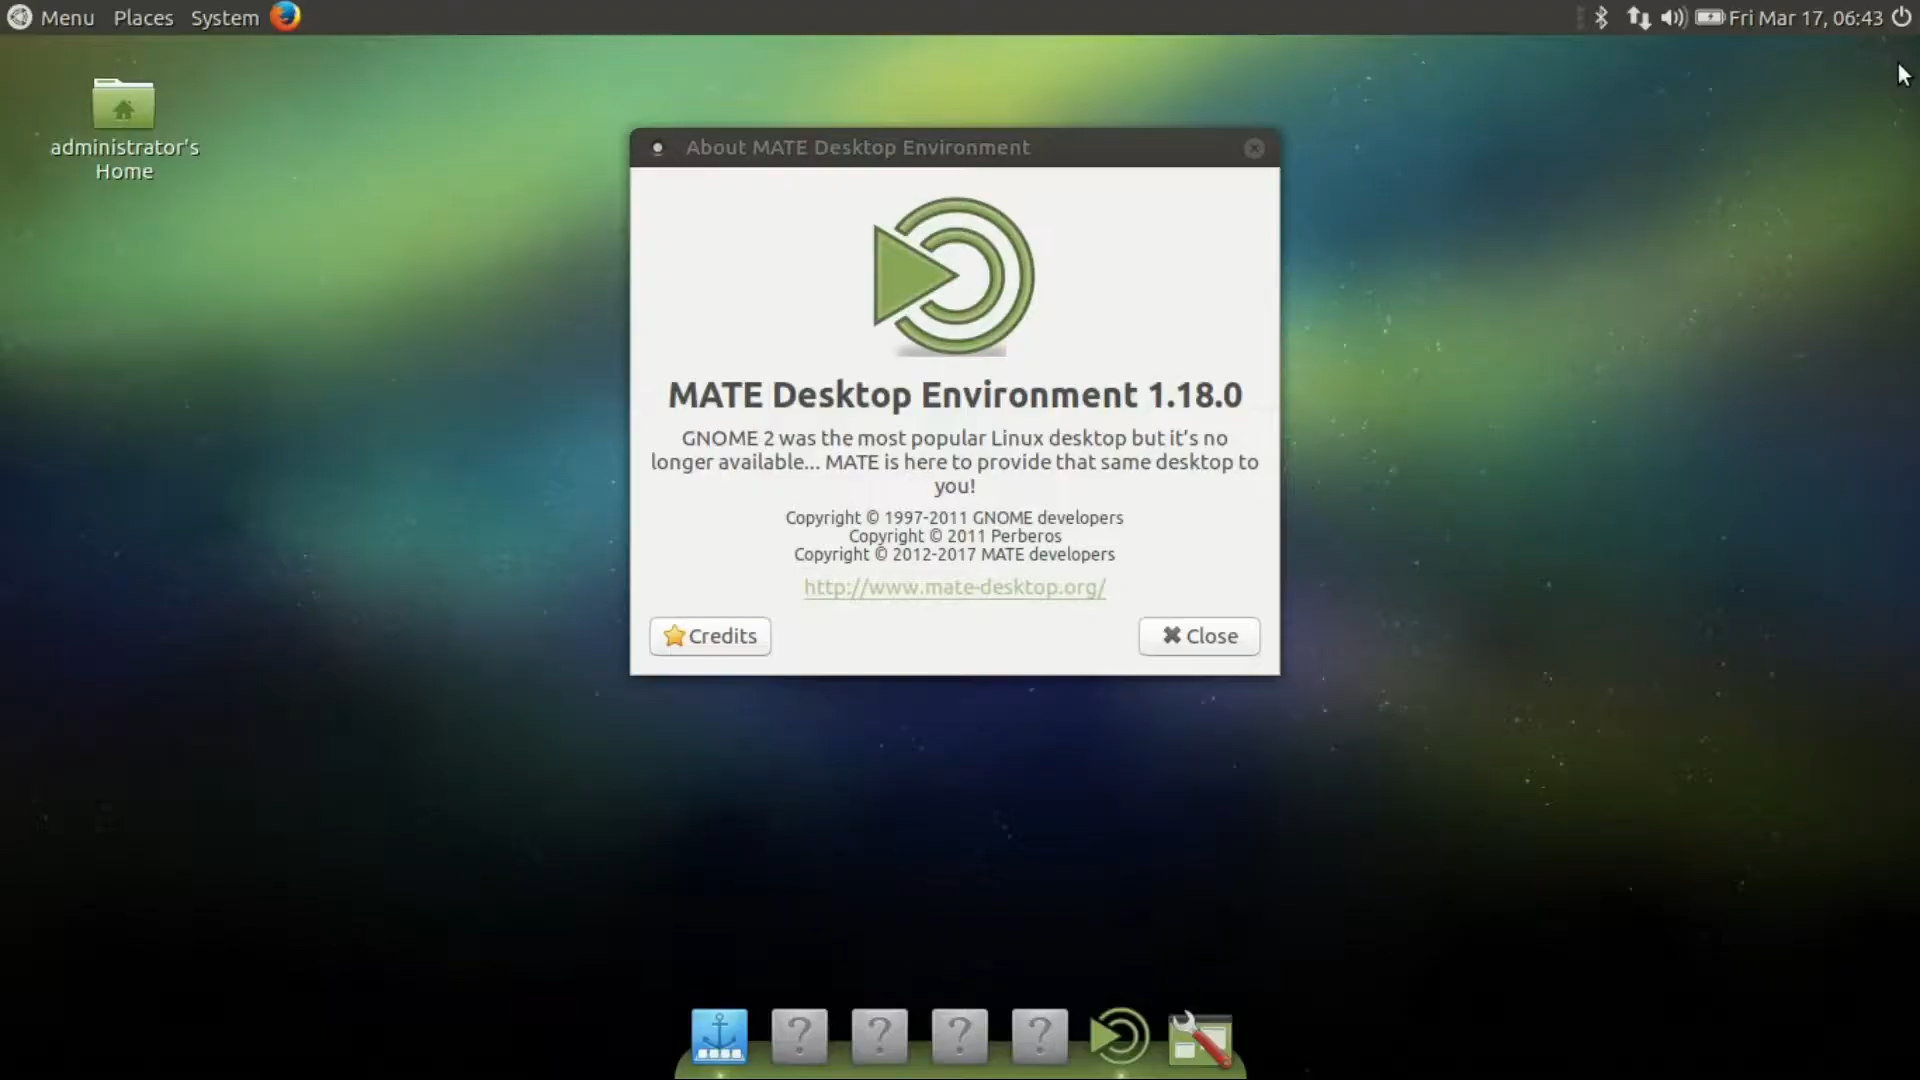 Menu Places System
Fri Mar 17, 06:43
administrator's
Home
About MATE Desktop Environment
MATE Desktop Environment 1.18.0
GNOME 2 was the most popular Linux desktop but it’s no
longer available... MATE is here to provide that same desktop to
you!
Copyright © 1997-2011 GNOME developers
Copyright © 2011 Perberos
Copyright © 2012-2017 MATE developers
http://www.mate-desktop.org/
Credits
Close
? ? ? ?